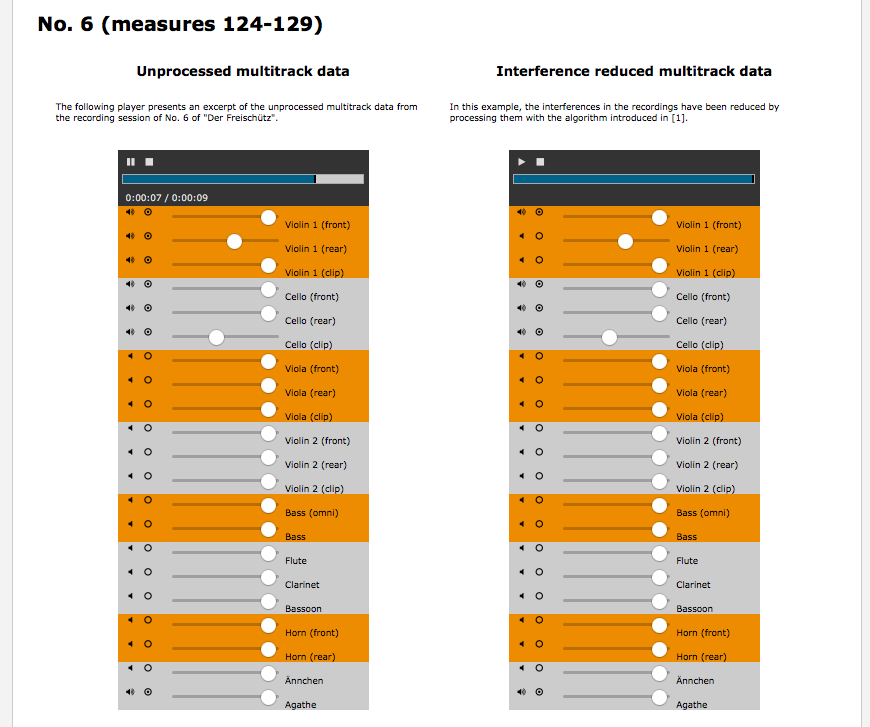 No. 6 (measures 124-129)
Unprocessed multitrack data
The following player presents an excerpt of the unprocessed multitrack data from
the recording session of No. 6 of "Der Freischütz".
0:00:07 / 0:00:09
Violin 1 (front)
Violin 1 (rear)
Violin 1 (clip)
Cello (front)
Cello (rear)
Cello (clip)
Viola (front)
Viola (rear)
Viola (clip)
Violin 2 (front)
Violin 2 (rear)
Violin 2 (clip)
Bass (omni)
Bass
Flute
Clarinet
Bassoon
Horn (front)
Horn (rear)
Ännchen
Agathe
Interference reduced multitrack data
In this example, the interferences in the recordings have been reduced by
processing them with the algorithm introduced in [1].
Violin 1 (front)
Violin 1 (rear)
Violin 1 (clip)
Cello (front)
Cello (rear)
Cello (clip)
Viola (front)
Viola (rear)
Viola (clip)
Violin 2 (front)
Violin 2 (rear)
Violin 2 (clip)
Bass (omni)
Bass
Flute
Clarinet
Bassoon
Horn (front)
Horn (rear)
Ännchen
Agathe